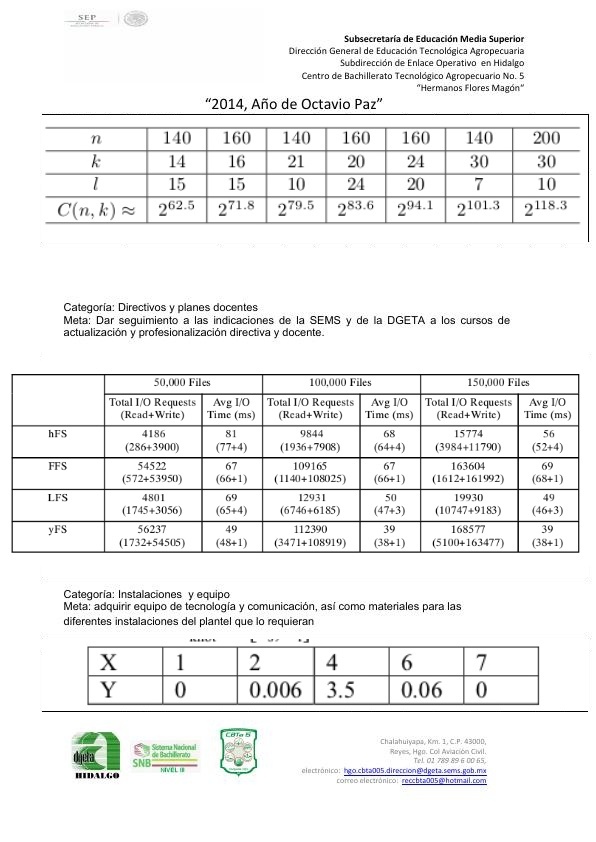 SEP
Subsecretaría de Educación Media Superior
Dirección General de Educación Tecnológica Agropecuaria
Subdirección de Enlace Operativo en Hidalgo
Centro de Bachillerato Tecnológico Agropecuario No. 5
“Hermanos Flores Magón”
“2014, Año de Octavio Paz”
n 140 160 140 160 160 140 200
k 14 16 21 20 24 30 30
l 15 15 10 24 20 7 10
C(n, k) ≈ 2^62.5 2^71.8 2^79.5 2^83.6 2^94.1 2^101.3 2^118.3
Categoría: Directivos y planes docentes
Meta: Dar seguimiento a las indicaciones de la SEMS y de la DGETA a los cursos de
actualización y profesionalización directiva y docente.
50,000 Files 100,000 Files 150,000 Files
Total I/O Requests Avg I/O Total I/O Requests Avg I/O Total I/O Requests Avg I/O
(Read+Write) Time (ms) (Read+Write) Time (ms) (Read+Write) Time (ms)
hFS 4186 81 9844 68 15774 56
(286+3900) (77+4) (1936+7908) (64+4) (3984+11790) (52+4)
FFS 54522 67 109165 67 163604 69
(572+53950) (66+1) (1140+108025) (66+1) (1612+161992) (68+1)
LFS 4801 69 12931 50 19930 49
(1745+3056) (65+4) (6746+6185) (47+3) (10747+9183) (46+3)
yFS 56237 49 112390 39 168577 39
(1732+54505) (48+1) (3471+108919) (38+1) (5100+163477) (38+1)
Categoría: Instalaciones y equipo
Meta: adquirir equipo de tecnología y comunicación, así como materiales para las
diferentes instalaciones del plantel que lo requieran
X 1 2 4 6 7
Y 0 0.006 3.5 0.06 0
dgeta
HIDALGO
Sistema Nacional
de Bachillerato
SNB
NIVEL III
CBTa 5
Chalahuiyapa, Km. 1, C.P. 43000,
Reyes, Hgo. Col Aviación Civil.
Tel. 01 789 89 6 00 65,
electrónico: hgo.cbta005.direccion@dgeta.sems.gob.mx
correo electrónico: reccbta005@hotmail.com